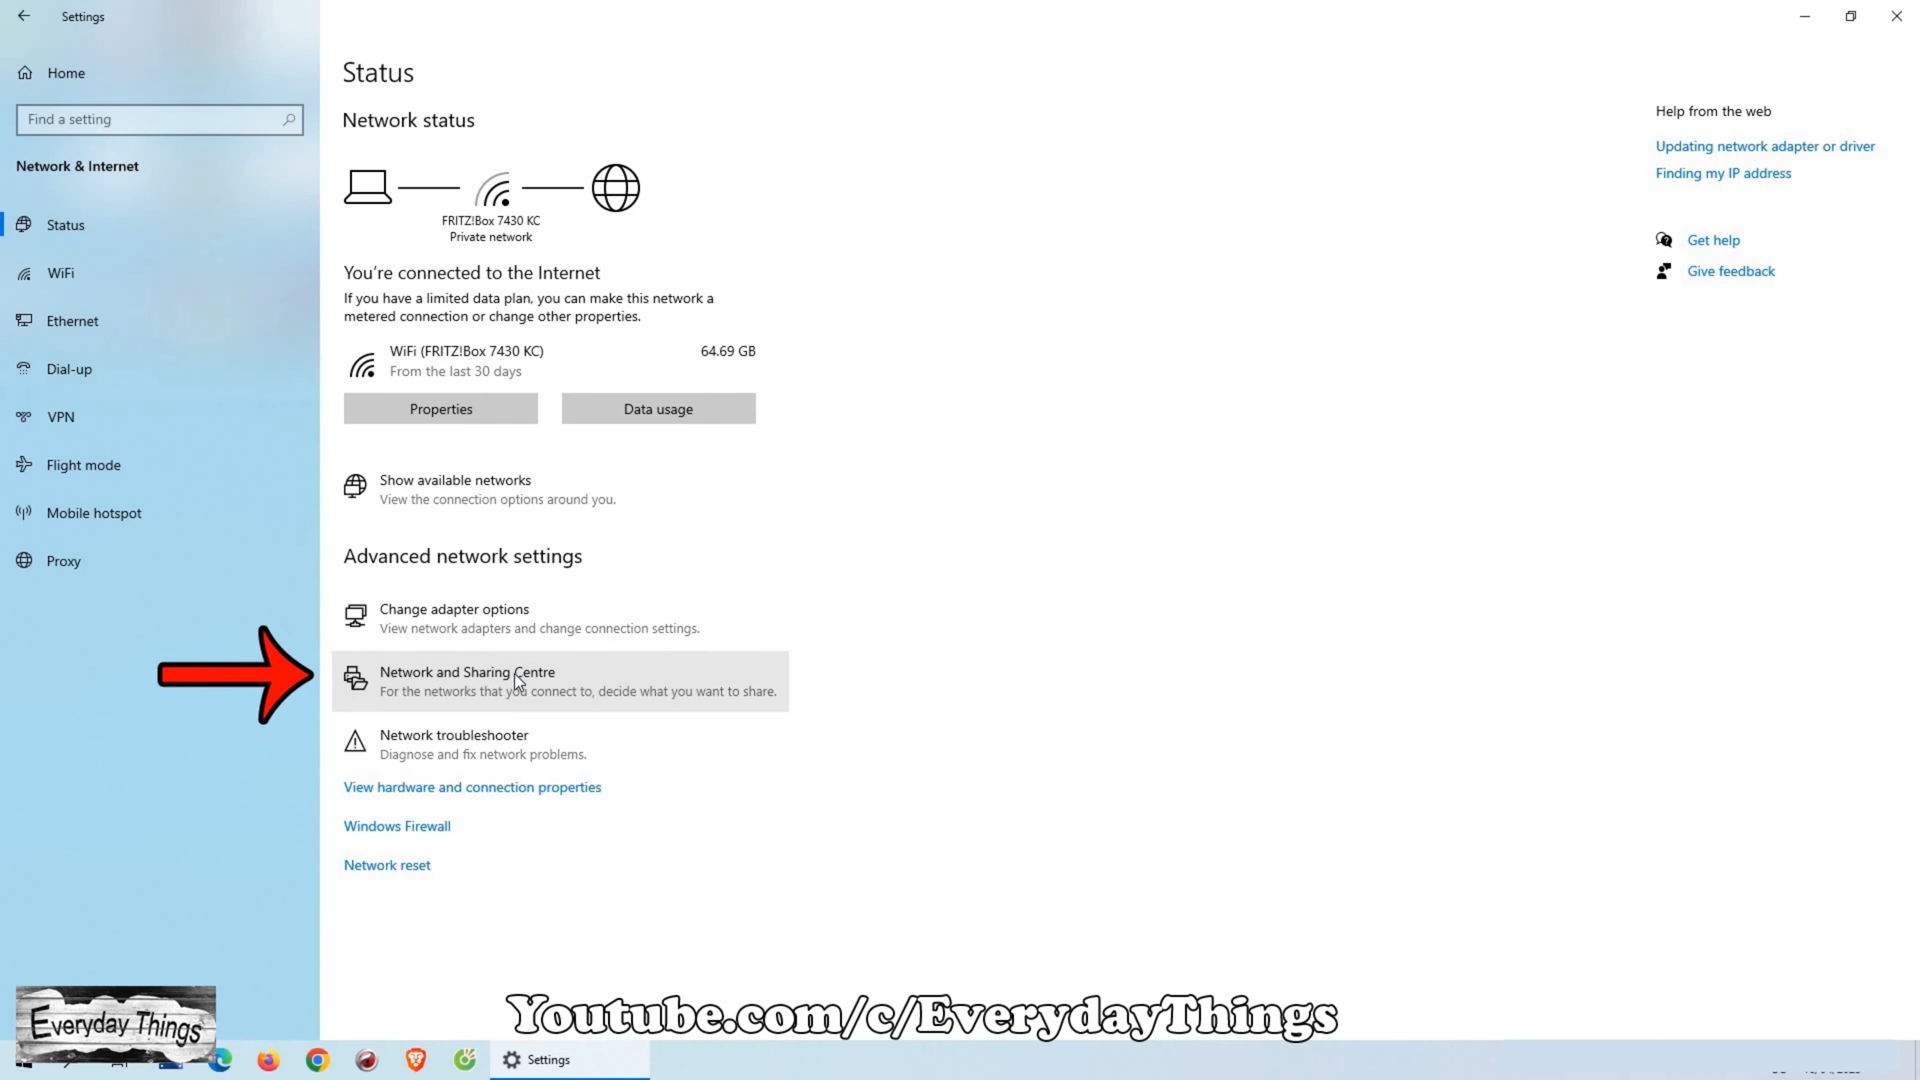 Settings
Home
Find a setting
Network & Internet
Status
WiFi
Ethernet
Dial-up
VPN
Flight mode
Mobile hotspot
Proxy
Status
Network status
FRITZ!Box 7430 KC
Private network
You're connected to the Internet
If you have a limited data plan, you can make this network a
metered connection or change other properties.
WiFi (FRITZ!Box 7430 KC) 64.69 GB
From the last 30 days
Properties Data usage
Show available networks
View the connection options around you.
Advanced network settings
Change adapter options
View network adapters and change connection settings.
Network and Sharing Centre
For the networks that you connect to, decide what you want to share.
Network troubleshooter
Diagnose and fix network problems.
View hardware and connection properties
Windows Firewall
Network reset
Help from the web
Updating network adapter or driver
Finding my IP address
Get help
Give feedback
Everyday Things
Youtube.com/c/EverydayThings
Settings